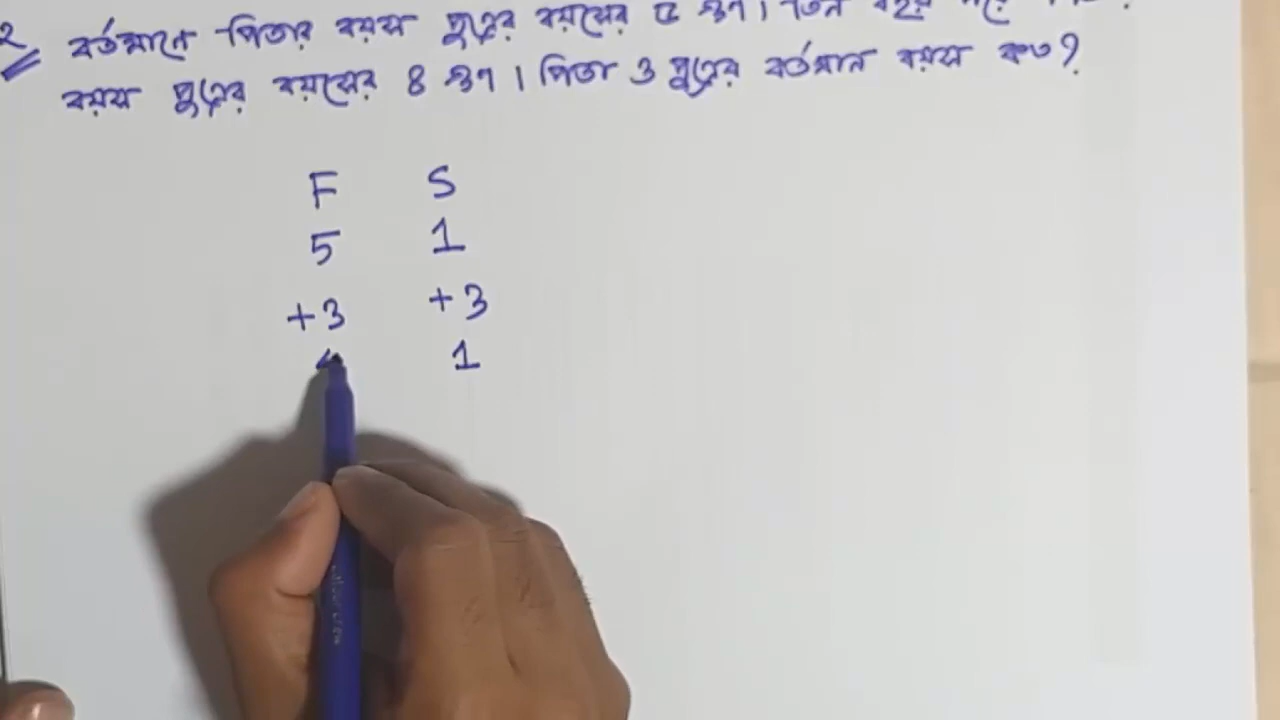 ২
বর্তমানে পিতার বয়স পুত্রের বয়সের ৫ গুণ। তিন বছর পরে
বয়স পুত্রের বয়সের ৪ গুণ। পিতা ও পুত্রের বর্তমান বয়স কত?
F S
5 1
+3 +3
4 1